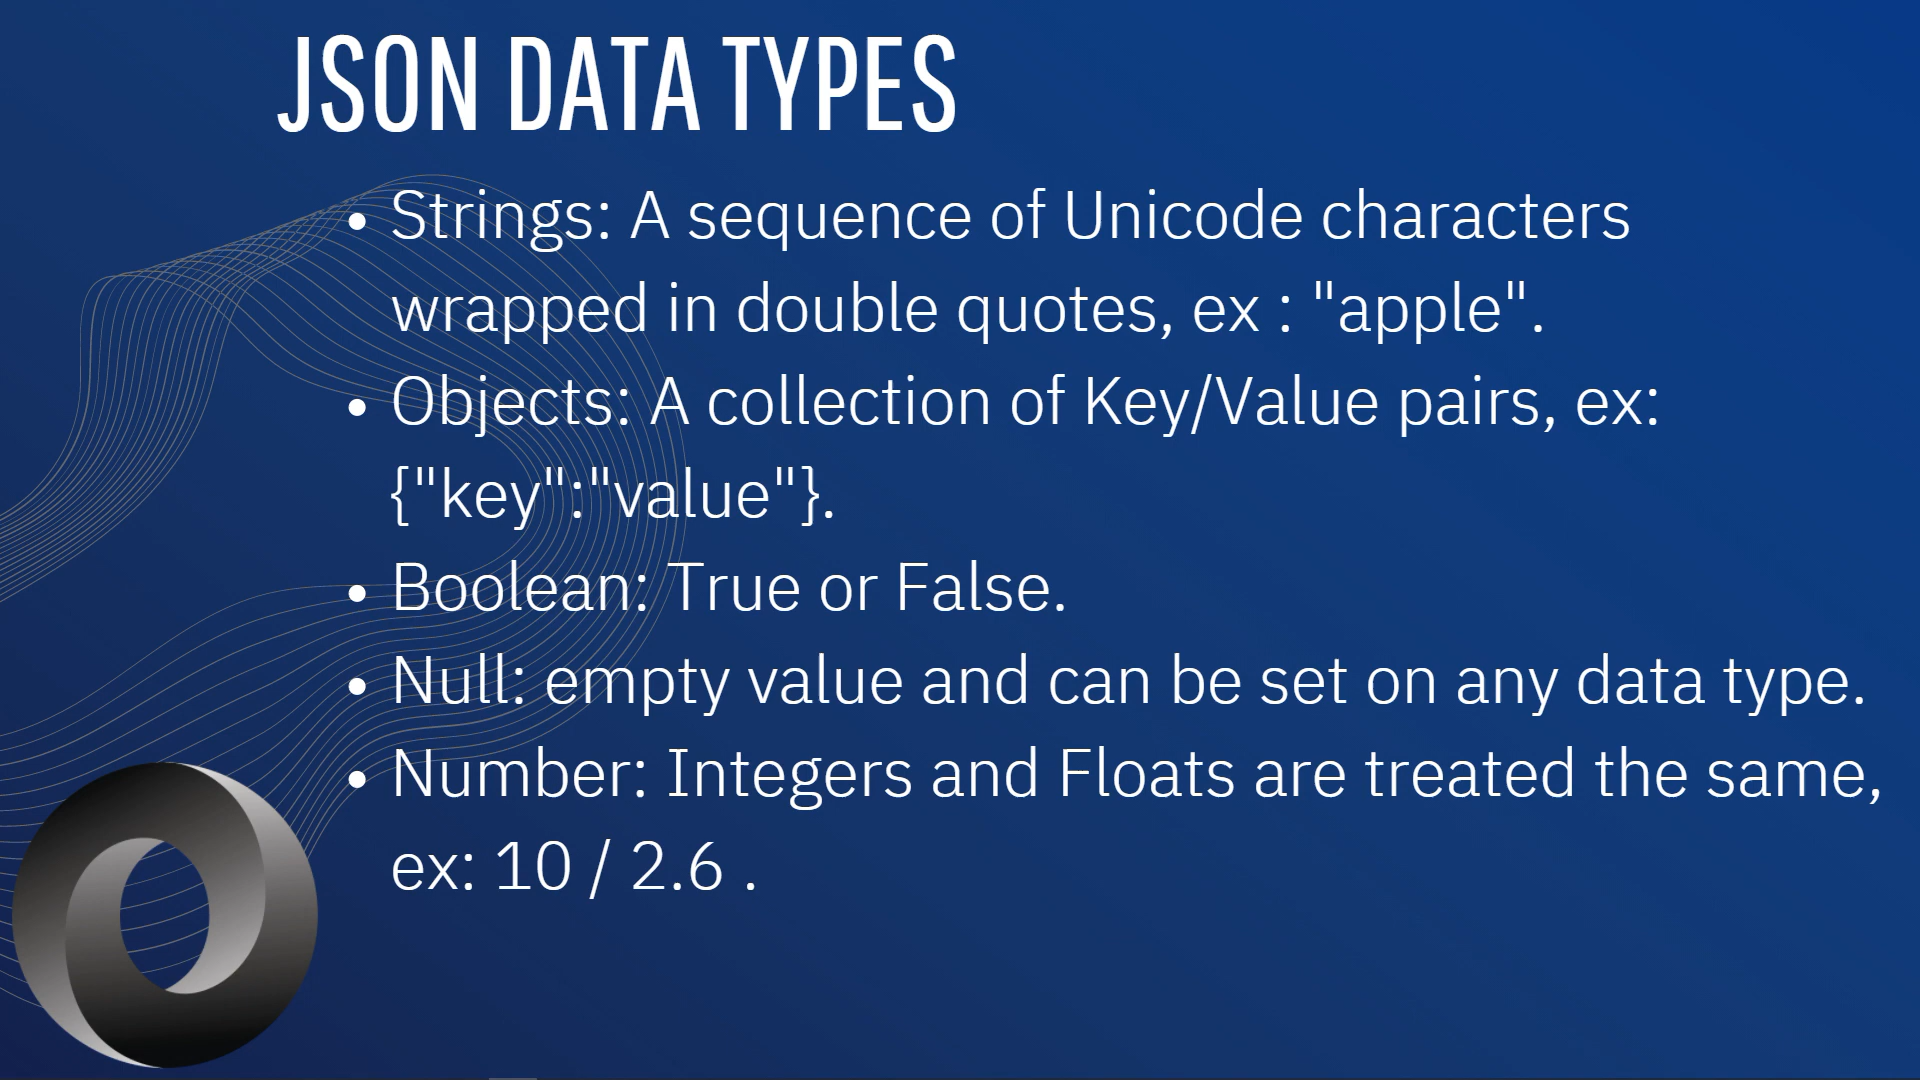 JSON DATA TYPES
• Strings: A sequence of Unicode characters
wrapped in double quotes, ex : "apple".
• Objects: A collection of Key/Value pairs, ex:
{"key":"value"}.
• Boolean: True or False.
• Null: empty value and can be set on any data type.
• Number: Integers and Floats are treated the same,
ex: 10 / 2.6 .